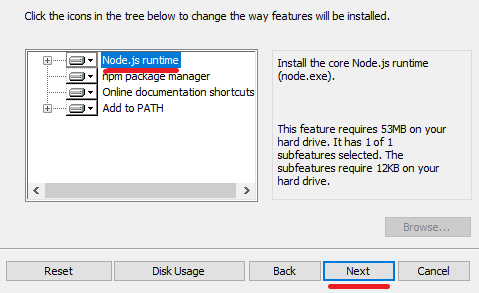 Click the icons in the tree below to change the way features will be installed.
Node.js runtime
npm package manager
Online documentation shortcuts
Add to PATH
Install the core Node.js runtime
(node.exe).
This feature requires 53MB on your
hard drive. It has 1 of 1
subfeatures selected. The
subfeatures require 12KB on your
hard drive.
Browse...
Reset
Disk Usage
Back
Next
Cancel